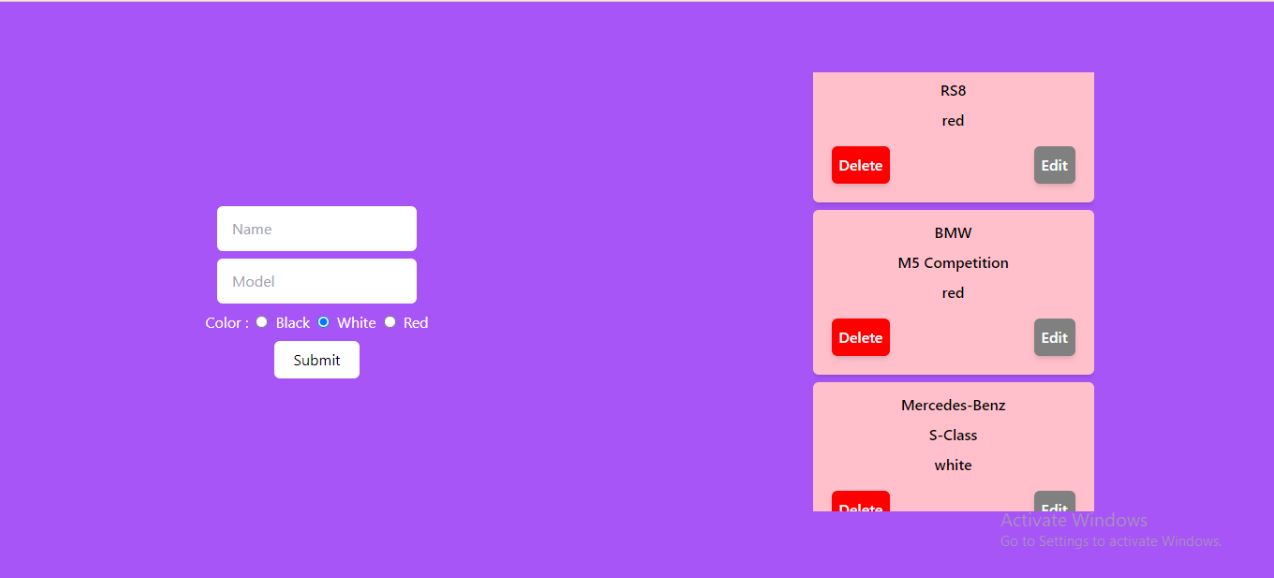 Name
Model
Color : Black White Red
Submit
RS8
red
Delete Edit
BMW
M5 Competition
red
Delete Edit
Mercedes-Benz
S-Class
white
Delete Edit
Activate Windows
Go to Settings to activate Windows.